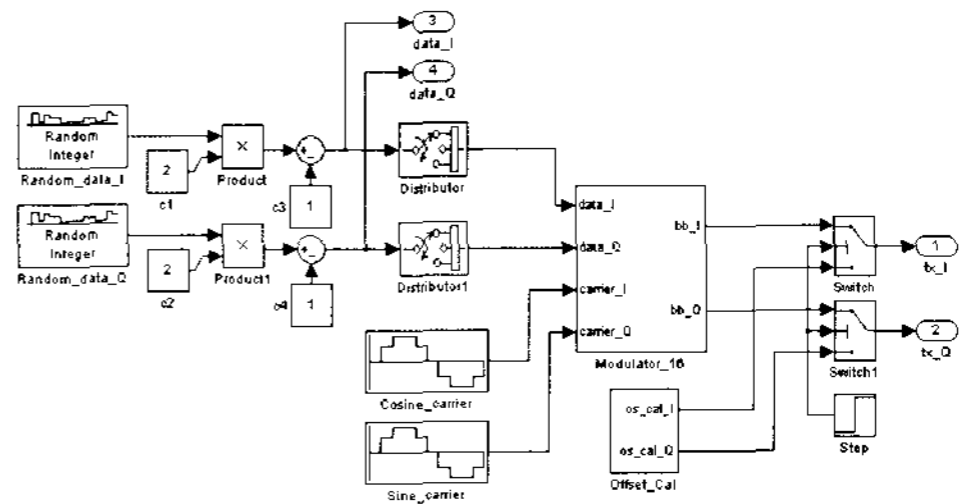 3
data_I
4
data_Q
Random
Integer
Random_data_I
2
c1
×
Product
+
-
1
c3
Distributor
Random
Integer
Random_data_Q
2
c2
×
Product1
+
-
1
c4
Distributor1
data_I
data_Q
carrier_I
carrier_Q
bb_I
bb_Q
Modulator_16
Switch
1
tx_I
Switch1
2
tx_Q
Cosine_carrier
Sine_carrier
os_cal_I
os_cal_Q
Offset_Cal
Step